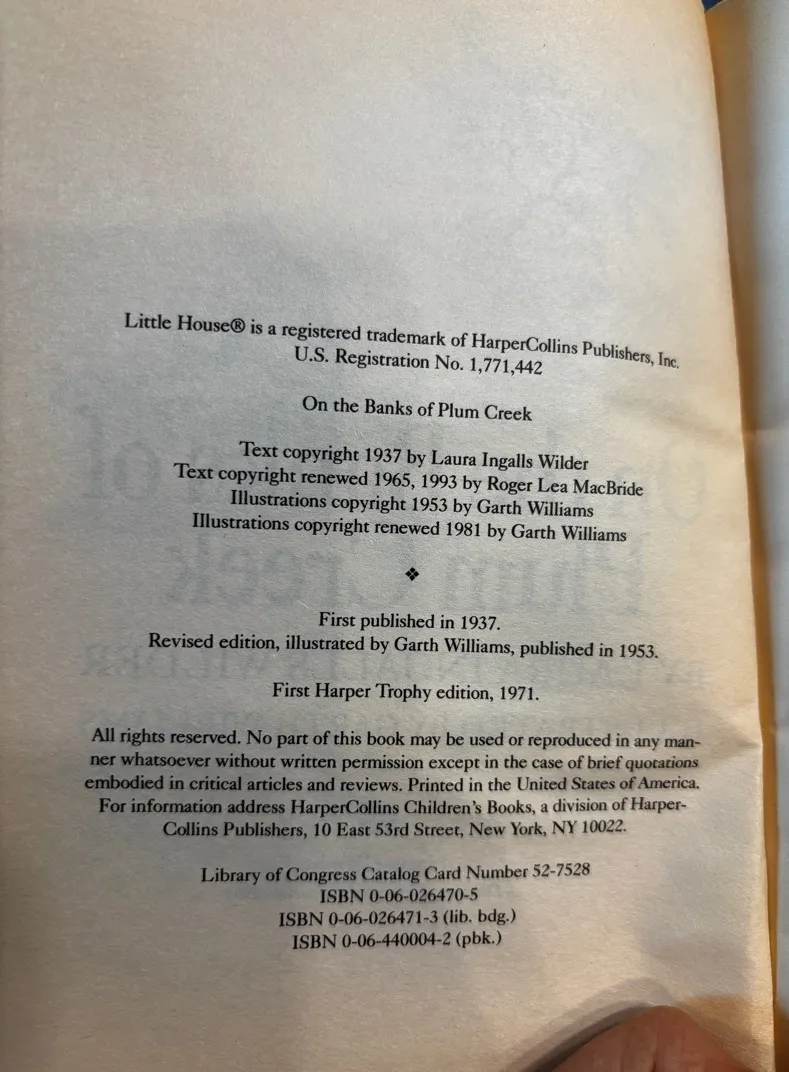 Little House® is a registered trademark of HarperCollins Publishers, Inc.
U.S. Registration No. 1,771,442
On the Banks of Plum Creek
Text copyright 1937 by Laura Ingalls Wilder
Text copyright renewed 1965, 1993 by Roger Lea MacBride
Illustrations copyright 1953 by Garth Williams
Illustrations copyright renewed 1981 by Garth Williams
❖
First published in 1937.
Revised edition, illustrated by Garth Williams, published in 1953.
First Harper Trophy edition, 1971.
All rights reserved. No part of this book may be used or reproduced in any man-
ner whatsoever without written permission except in the case of brief quotations
embodied in critical articles and reviews. Printed in the United States of America.
For information address HarperCollins Children's Books, a division of Harper-
Collins Publishers, 10 East 53rd Street, New York, NY 10022.
Library of Congress Catalog Card Number 52-7528
ISBN 0-06-026470-5
ISBN 0-06-026471-3 (lib. bdg.)
ISBN 0-06-440004-2 (pbk.)